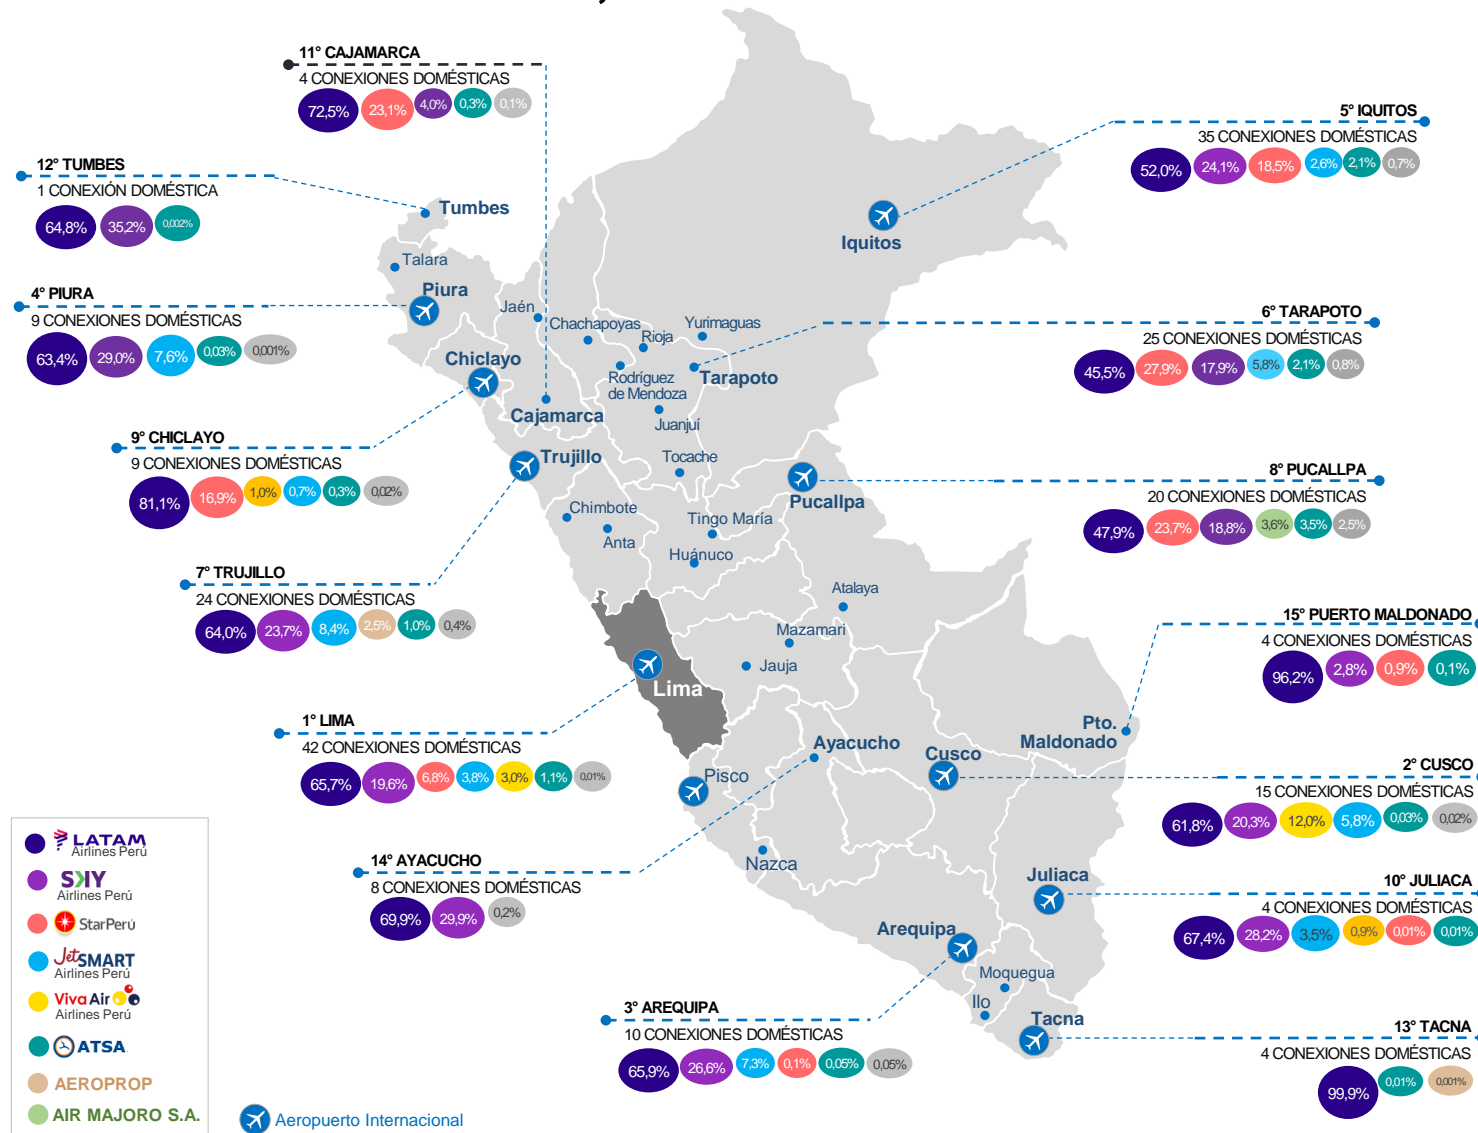 11° CAJAMARCA
4 CONEXIONES DOMÉSTICAS
72,5% 23,1% 4,0% 0,3% 0,1%
5° IQUITOS
35 CONEXIONES DOMÉSTICAS
52,0% 24,1% 18,5% 2,6% 2,1% 0,7%
12° TUMBES
1 CONEXIÓN DOMÉSTICA
64,8% 35,2% 0,002%
4° PIURA
9 CONEXIONES DOMÉSTICAS
63,4% 29,0% 7,6% 0,03% 0,001%
6° TARAPOTO
25 CONEXIONES DOMÉSTICAS
45,5% 27,9% 17,9% 5,8% 2,1% 0,8%
9° CHICLAYO
9 CONEXIONES DOMÉSTICAS
81,1% 16,9% 1,0% 0,7% 0,3% 0,02%
8° PUCALLPA
20 CONEXIONES DOMÉSTICAS
47,9% 23,7% 18,8% 3,6% 3,5% 2,5%
7° TRUJILLO
24 CONEXIONES DOMÉSTICAS
64,0% 23,7% 8,4% 2,5% 1,0% 0,4%
15° PUERTO MALDONADO
4 CONEXIONES DOMÉSTICAS
96,2% 2,8% 0,9% 0,1%
1° LIMA
42 CONEXIONES DOMÉSTICAS
65,7% 19,6% 6,8% 3,8% 3,0% 1,1% 0,01%
2° CUSCO
15 CONEXIONES DOMÉSTICAS
61,8% 20,3% 12,0% 5,8% 0,03% 0,02%
14° AYACUCHO
8 CONEXIONES DOMÉSTICAS
69,9% 29,9% 0,2%
10° JULIACA
4 CONEXIONES DOMÉSTICAS
67,4% 28,2% 3,5% 0,9% 0,01% 0,01%
3° AREQUIPA
10 CONEXIONES DOMÉSTICAS
65,9% 26,6% 7,3% 0,1% 0,05% 0,05%
13° TACNA
4 CONEXIONES DOMÉSTICAS
99,9% 0,01% 0,001%
Tumbes
Talara
Piura
Iquitos
Jaén
Chachapoyas
Rioja
Yurimaguas
Chiclayo
Rodríguez
de Mendoza
Tarapoto
Cajamarca
Juanjuí
Trujillo
Tocache
Pucallpa
Chimbote
Anta
Tingo María
Huánuco
Atalaya
Mazamari
Jauja
Lima
Pto.
Maldonado
Ayacucho
Cusco
Pisco
Nazca
Juliaca
Arequipa
Moquegua
Ilo
Tacna
LATAM
Airlines Perú
SKY
Airlines Perú
StarPerú
JetSMART
Airlines Perú
Viva Air
Airlines Perú
ATSA
AEROPROP
AIR MAJORO S.A.
Aeropuerto Internacional